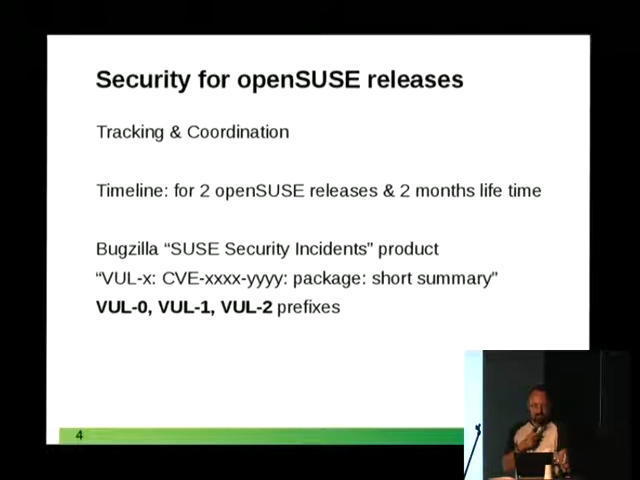 Security for openSUSE releases
Tracking & Coordination
Timeline: for 2 openSUSE releases & 2 months life time
Bugzilla “SUSE Security Incidents” product
“VUL-x: CVE-xxxx-yyyy: package: short summary”
VUL-0, VUL-1, VUL-2 prefixes
4